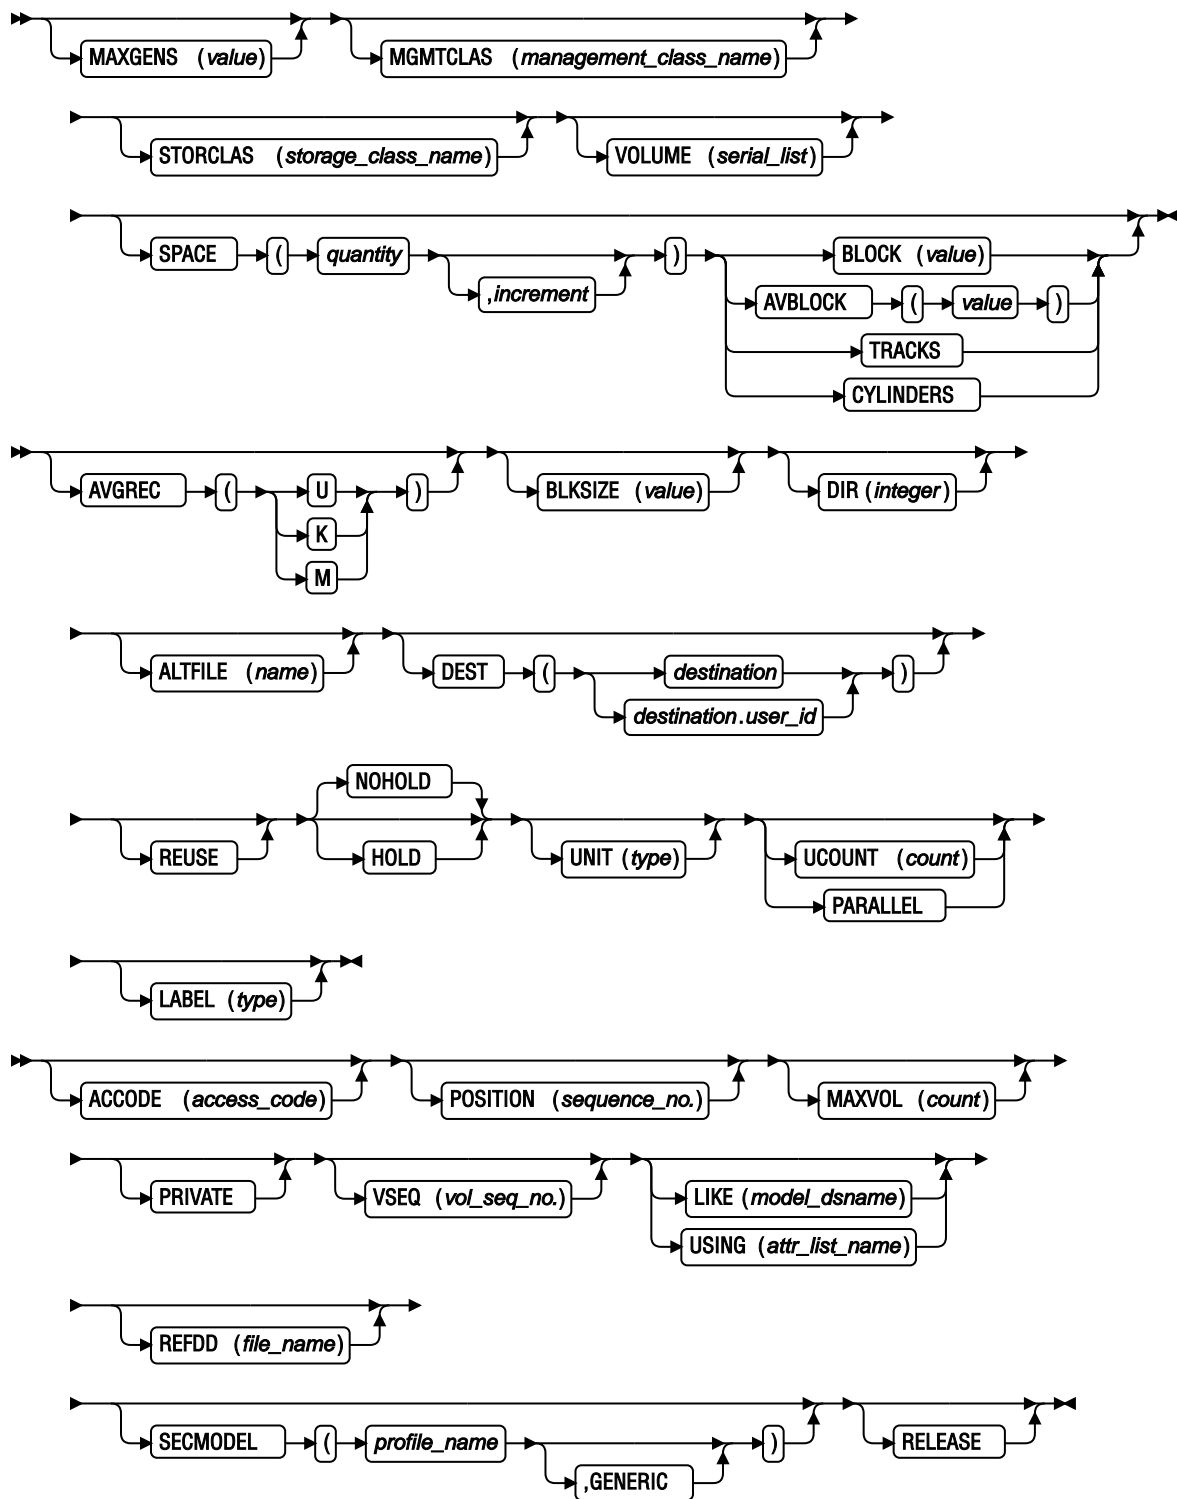 MAXGENS (value) MGMTCLAS (management_class_name)
STORCLAS (storage_class_name) VOLUME (serial_list)
SPACE ( quantity ) BLOCK (value)
,increment AVBLOCK ( value )
TRACKS
CYLINDERS
AVGREC ( U ) BLKSIZE (value) DIR (integer)
K
M
ALTFILE (name) DEST ( destination )
destination.user_id
NOHOLD
REUSE HOLD UNIT (type) UCOUNT (count)
PARALLEL
LABEL (type)
ACCODE (access_code) POSITION (sequence_no.) MAXVOL (count)
PRIVATE VSEQ (vol_seq_no.) LIKE (model_dsname)
USING (attr_list_name)
REFDD (file_name)
SECMODEL ( profile_name ) RELEASE
,GENERIC